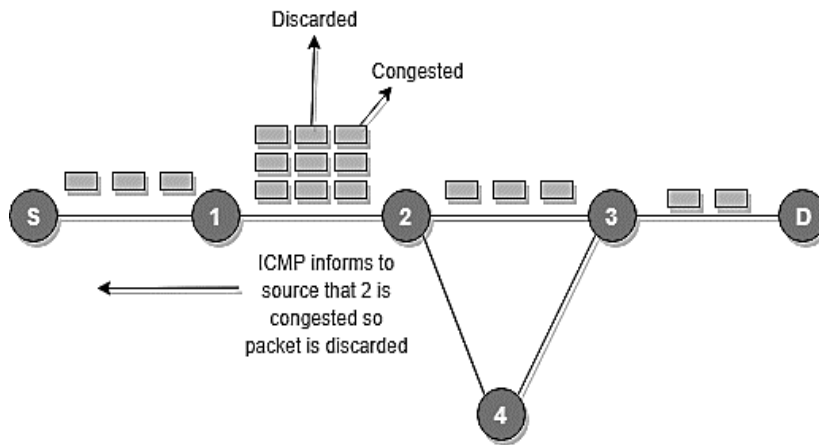 Discarded
Congested
S
1
2
3
D
ICMP informs to
source that 2 is
congested so
packet is discarded
4